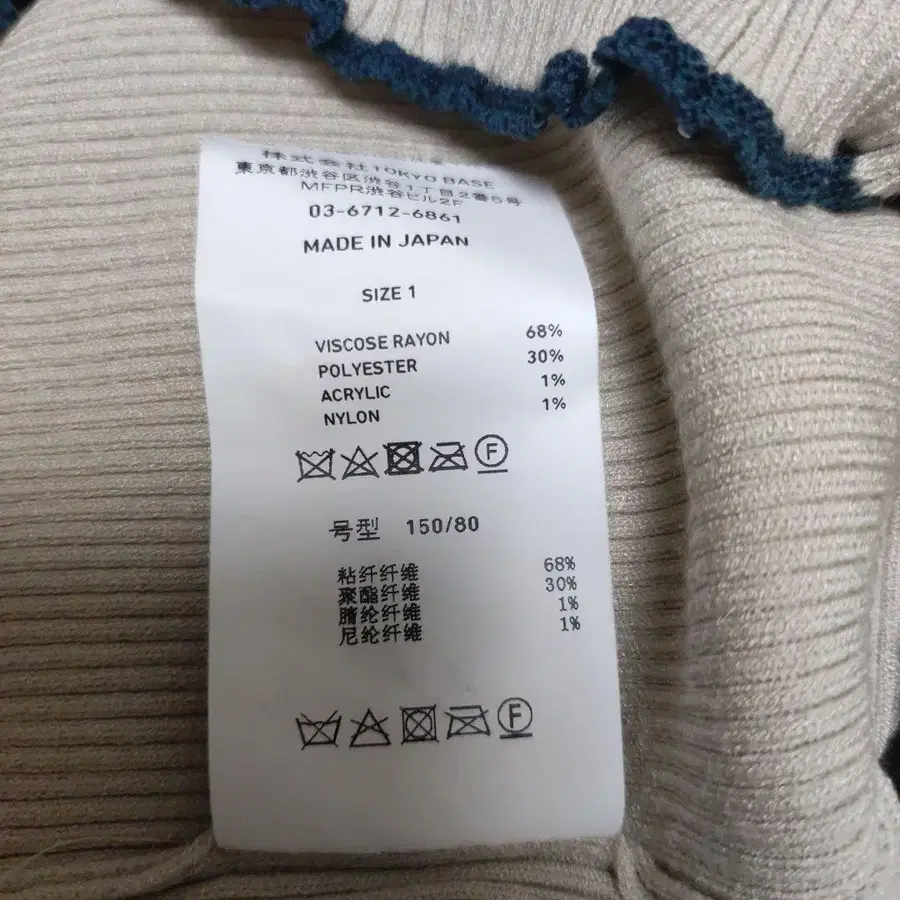 株式会社TOKYO BASE
東京都渋谷区渋谷1丁目2番5号
MFPR渋谷ビル2F
03-6712-6861
MADE IN JAPAN
SIZE 1
VISCOSE RAYON 68%
POLYESTER 30%
ACRYLIC 1%
NYLON 1%
F
号型 150/80
粘纤纤维 68%
聚酯纤维 30%
腈纶纤维 1%
尼纶纤维 1%
F